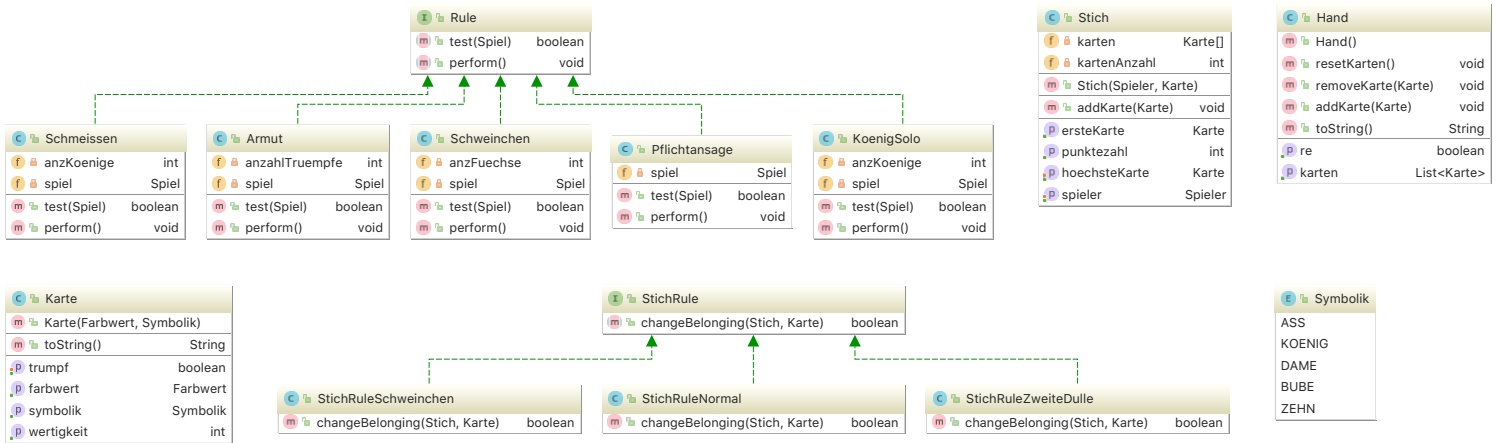 Rule
test(Spiel) boolean
perform() void
Stich
karten Karte[]
kartenAnzahl int
Stich(Spieler, Karte)
addKarte(Karte) void
ersteKarte Karte
punktezahl int
hoechsteKarte Karte
spieler Spieler
Hand
Hand()
resetKarten() void
removeKarte(Karte) void
addKarte(Karte) void
toString() String
re boolean
karten List<Karte>
Schmeissen
anzKoenige int
spiel Spiel
test(Spiel) boolean
perform() void
Armut
anzahlTruempfe int
spiel Spiel
test(Spiel) boolean
perform() void
Schweinchen
anzFuechse int
spiel Spiel
test(Spiel) boolean
perform() void
Pflichtansage
spiel Spiel
test(Spiel) boolean
perform() void
KoenigSolo
anzKoenige int
spiel Spiel
test(Spiel) boolean
perform() void
Karte
Karte(Farbwert, Symbolik)
toString() String
trumpf boolean
farbwert Farbwert
symbolik Symbolik
wertigkeit int
StichRule
changeBelonging(Stich, Karte) boolean
StichRuleSchweinchen
changeBelonging(Stich, Karte) boolean
StichRuleNormal
changeBelonging(Stich, Karte) boolean
StichRuleZweiteDulle
changeBelonging(Stich, Karte) boolean
Symbolik
ASS
KOENIG
DAME
BUBE
ZEHN